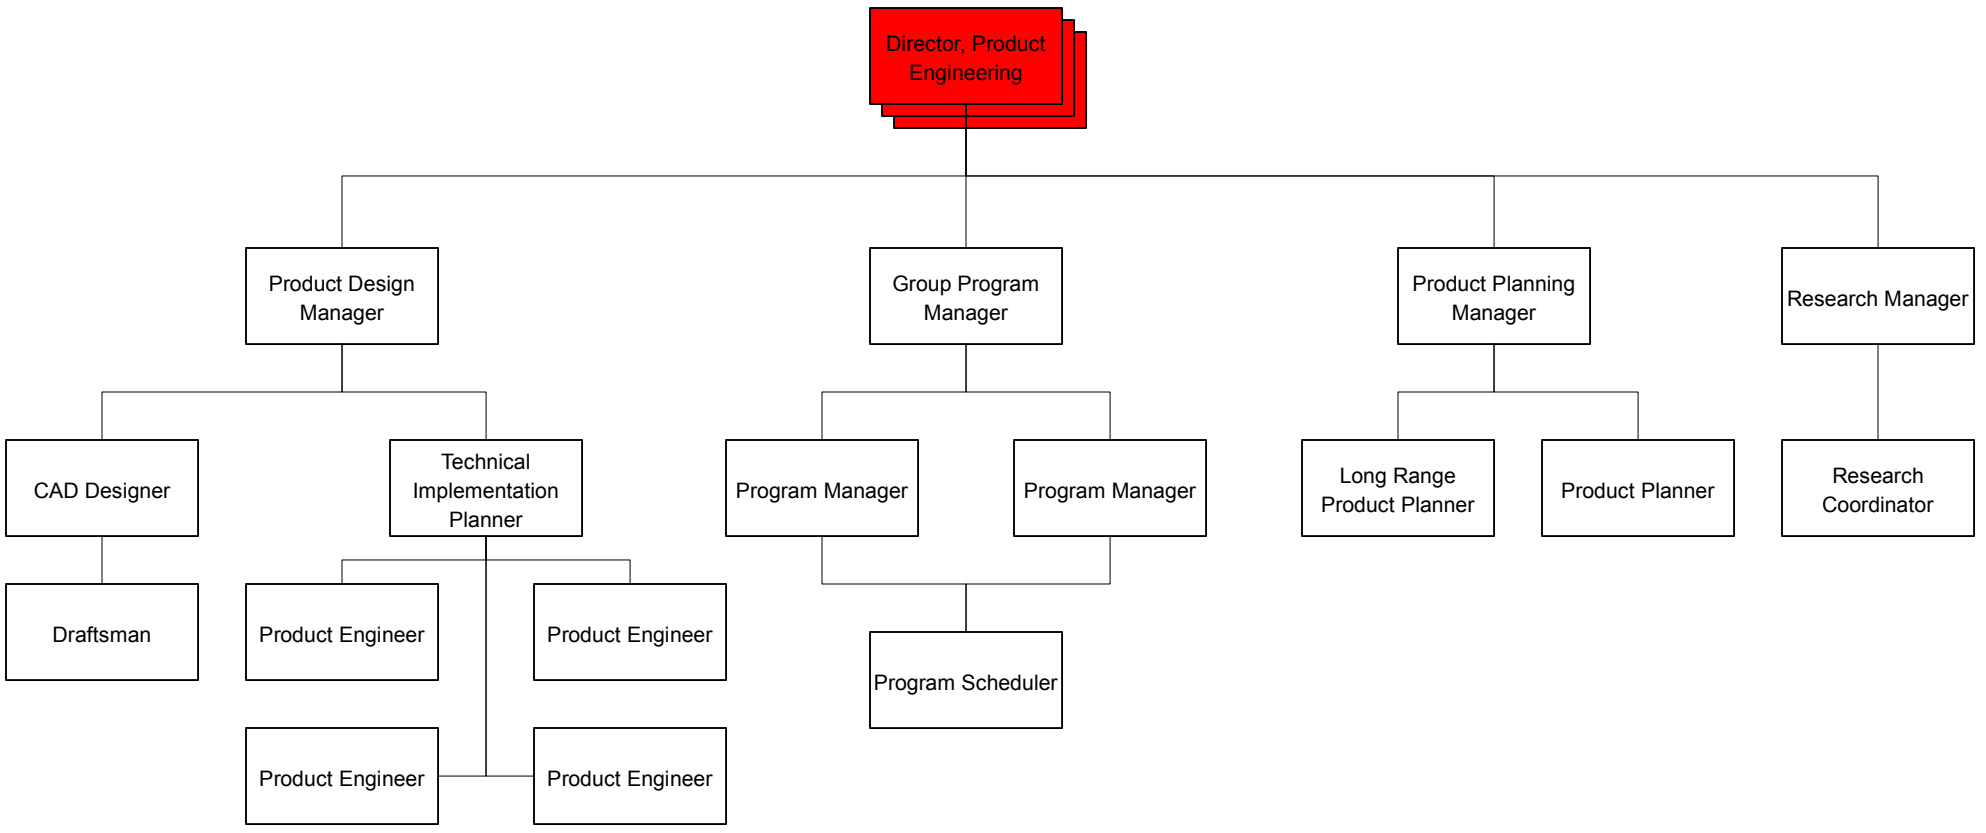 Director, Product
Engineering
Product Design
Manager
Group Program
Manager
Product Planning
Manager
Research Manager
CAD Designer
Technical
Implementation
Planner
Program Manager
Program Manager
Long Range
Product Planner
Product Planner
Research
Coordinator
Draftsman
Product Engineer
Product Engineer
Program Scheduler
Product Engineer
Product Engineer